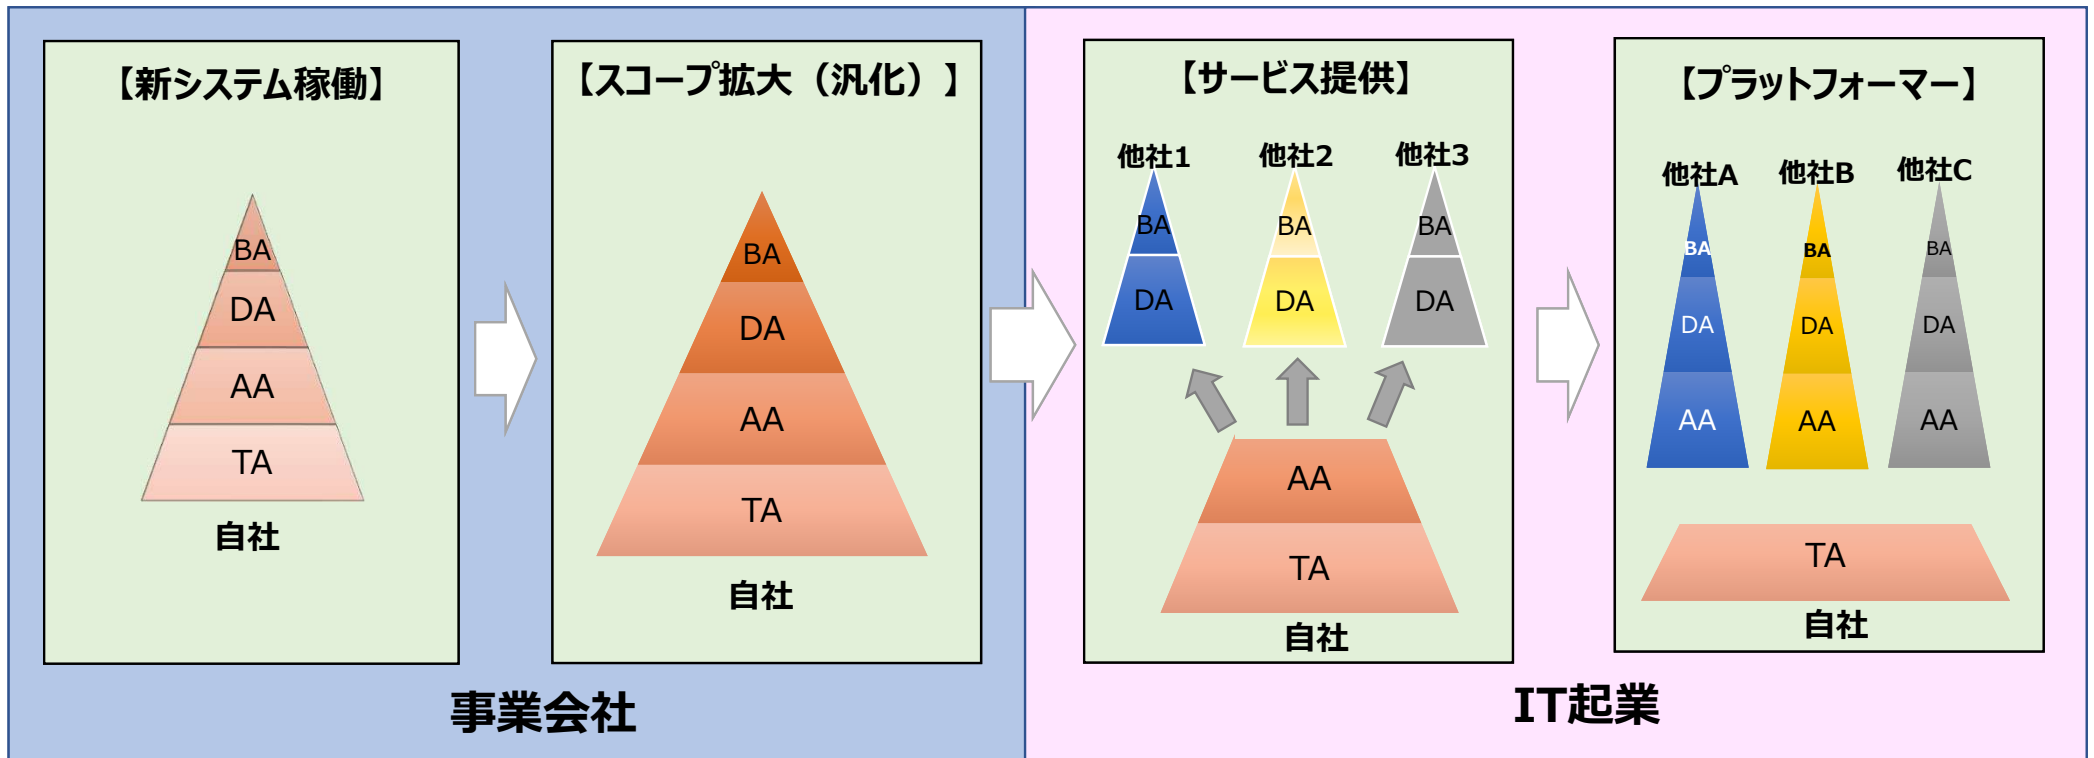 【新システム稼働】
BA
DA
AA
TA
自社
【スコープ拡大（汎化）】
BA
DA
AA
TA
自社
事業会社
【サービス提供】
他社1
他社2
他社3
BA
BA
BA
DA
DA
DA
AA
TA
自社
【プラットフォーマー】
他社A
他社B
他社C
BA
BA
BA
DA
DA
DA
AA
AA
AA
TA
自社
IT起業